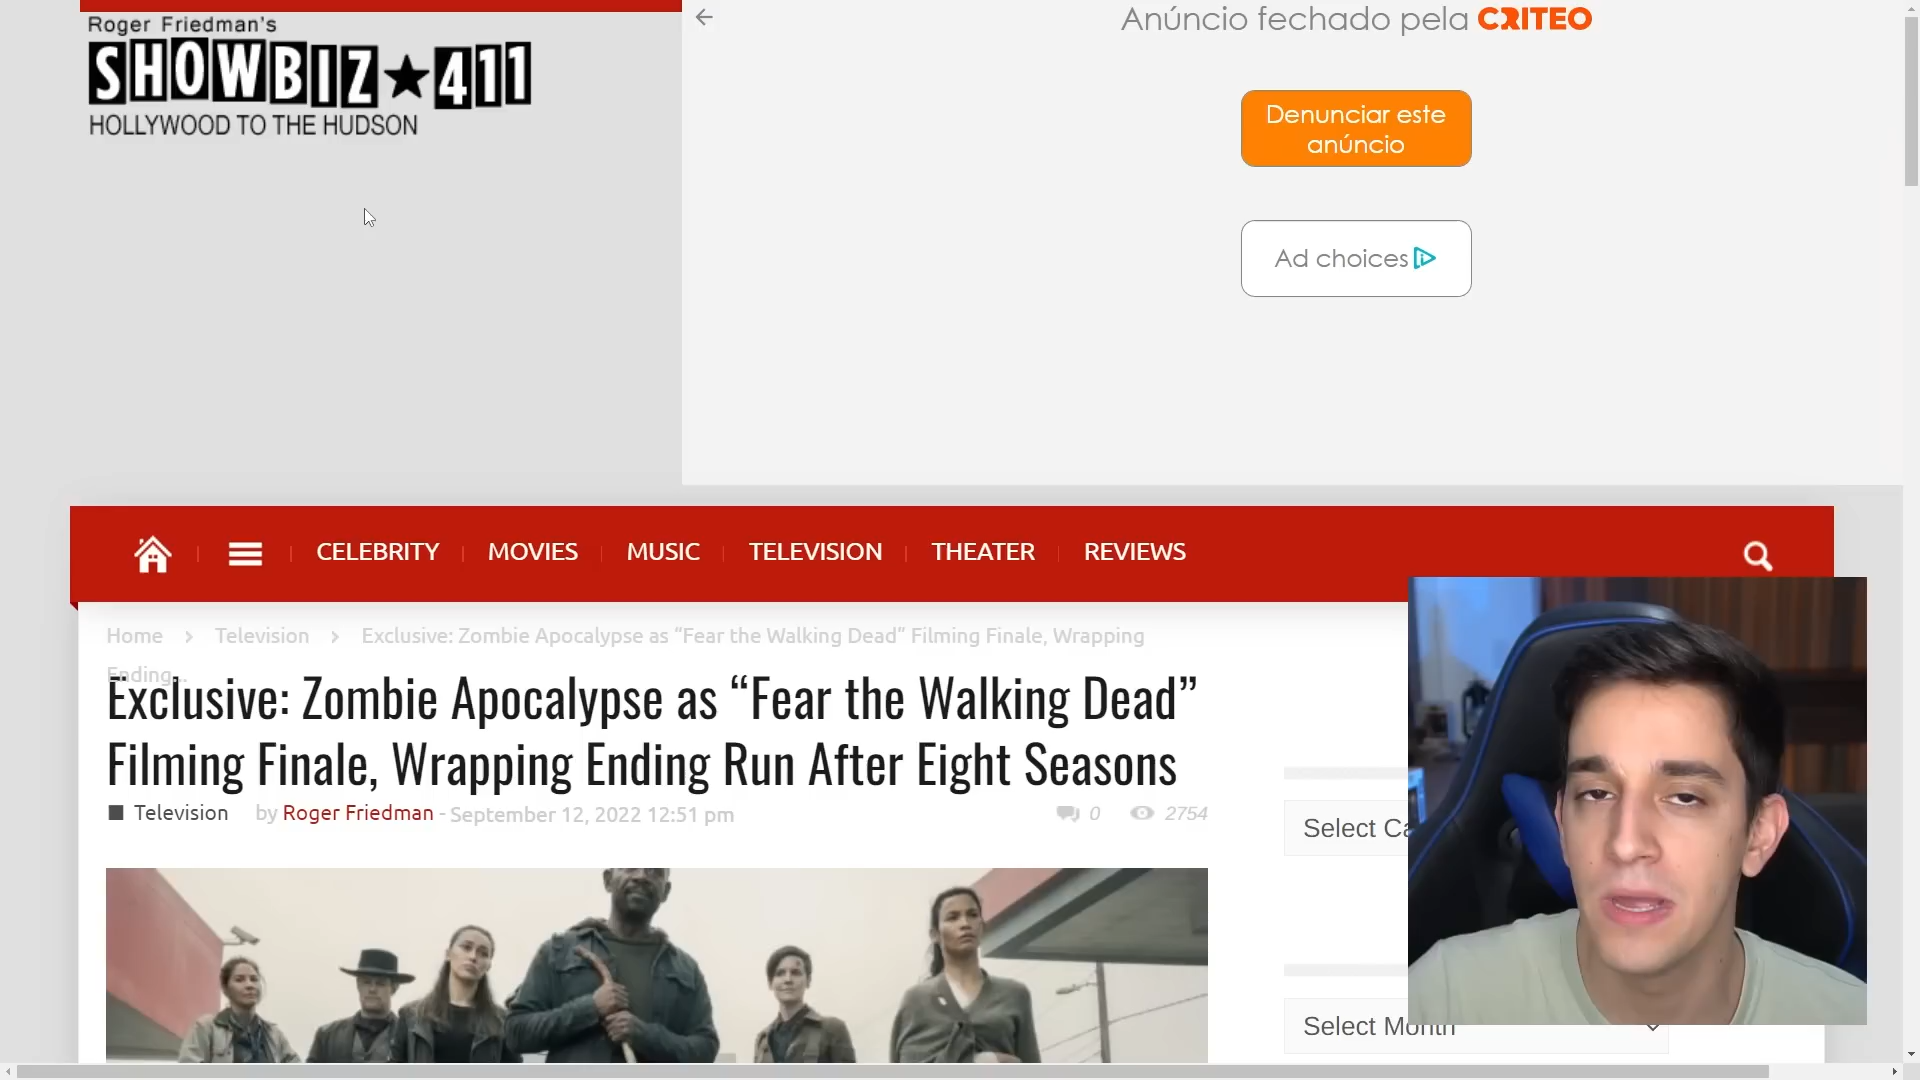 Roger Friedman's
SHOWBIZ★411
HOLLYWOOD TO THE HUDSON
Anúncio fechado pela CRITEO
Denunciar este
anúncio
Ad choices
CELEBRITY
MOVIES
MUSIC
TELEVISION
THEATER
REVIEWS
Home > Television > Exclusive: Zombie Apocalypse as “Fear the Walking Dead” Filming Finale, Wrapping
Ending...
Exclusive: Zombie Apocalypse as “Fear the Walking Dead”
Filming Finale, Wrapping Ending Run After Eight Seasons
Television by Roger Friedman - September 12, 2022 12:51 pm
0
2754
Select
Select Month